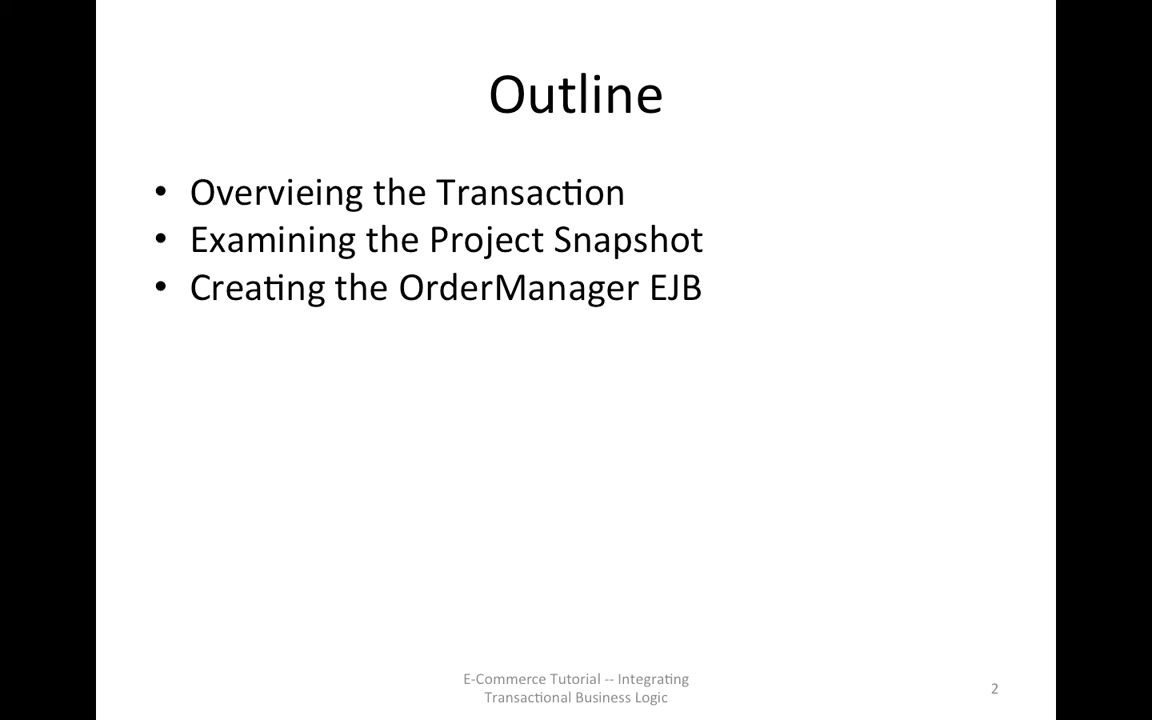 Outline
• Overvieing the Transaction
• Examining the Project Snapshot
• Creating the OrderManager EJB
E-Commerce Tutorial -- Integrating
Transactional Business Logic
2